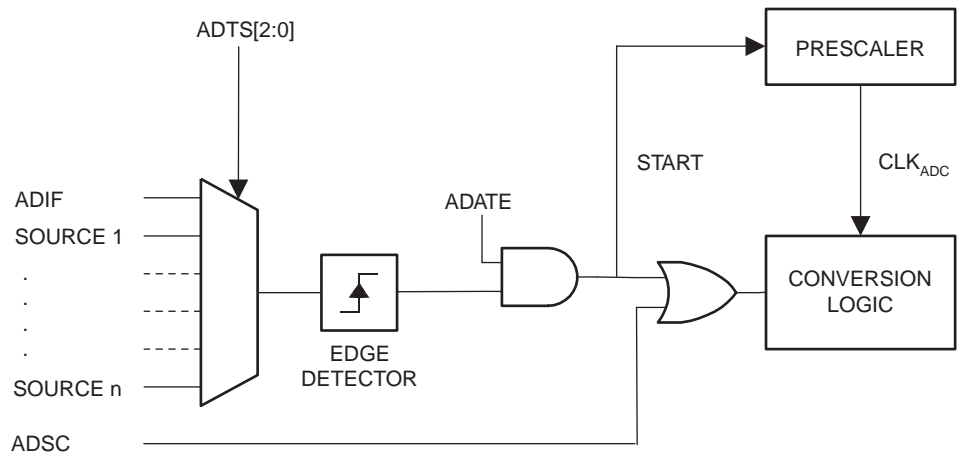 ADTS[2:0]
PRESCALER
START
CLKADC
ADIF
ADATE
SOURCE 1
.
.
.
.
CONVERSION
LOGIC
EDGE
DETECTOR
SOURCE n
ADSC